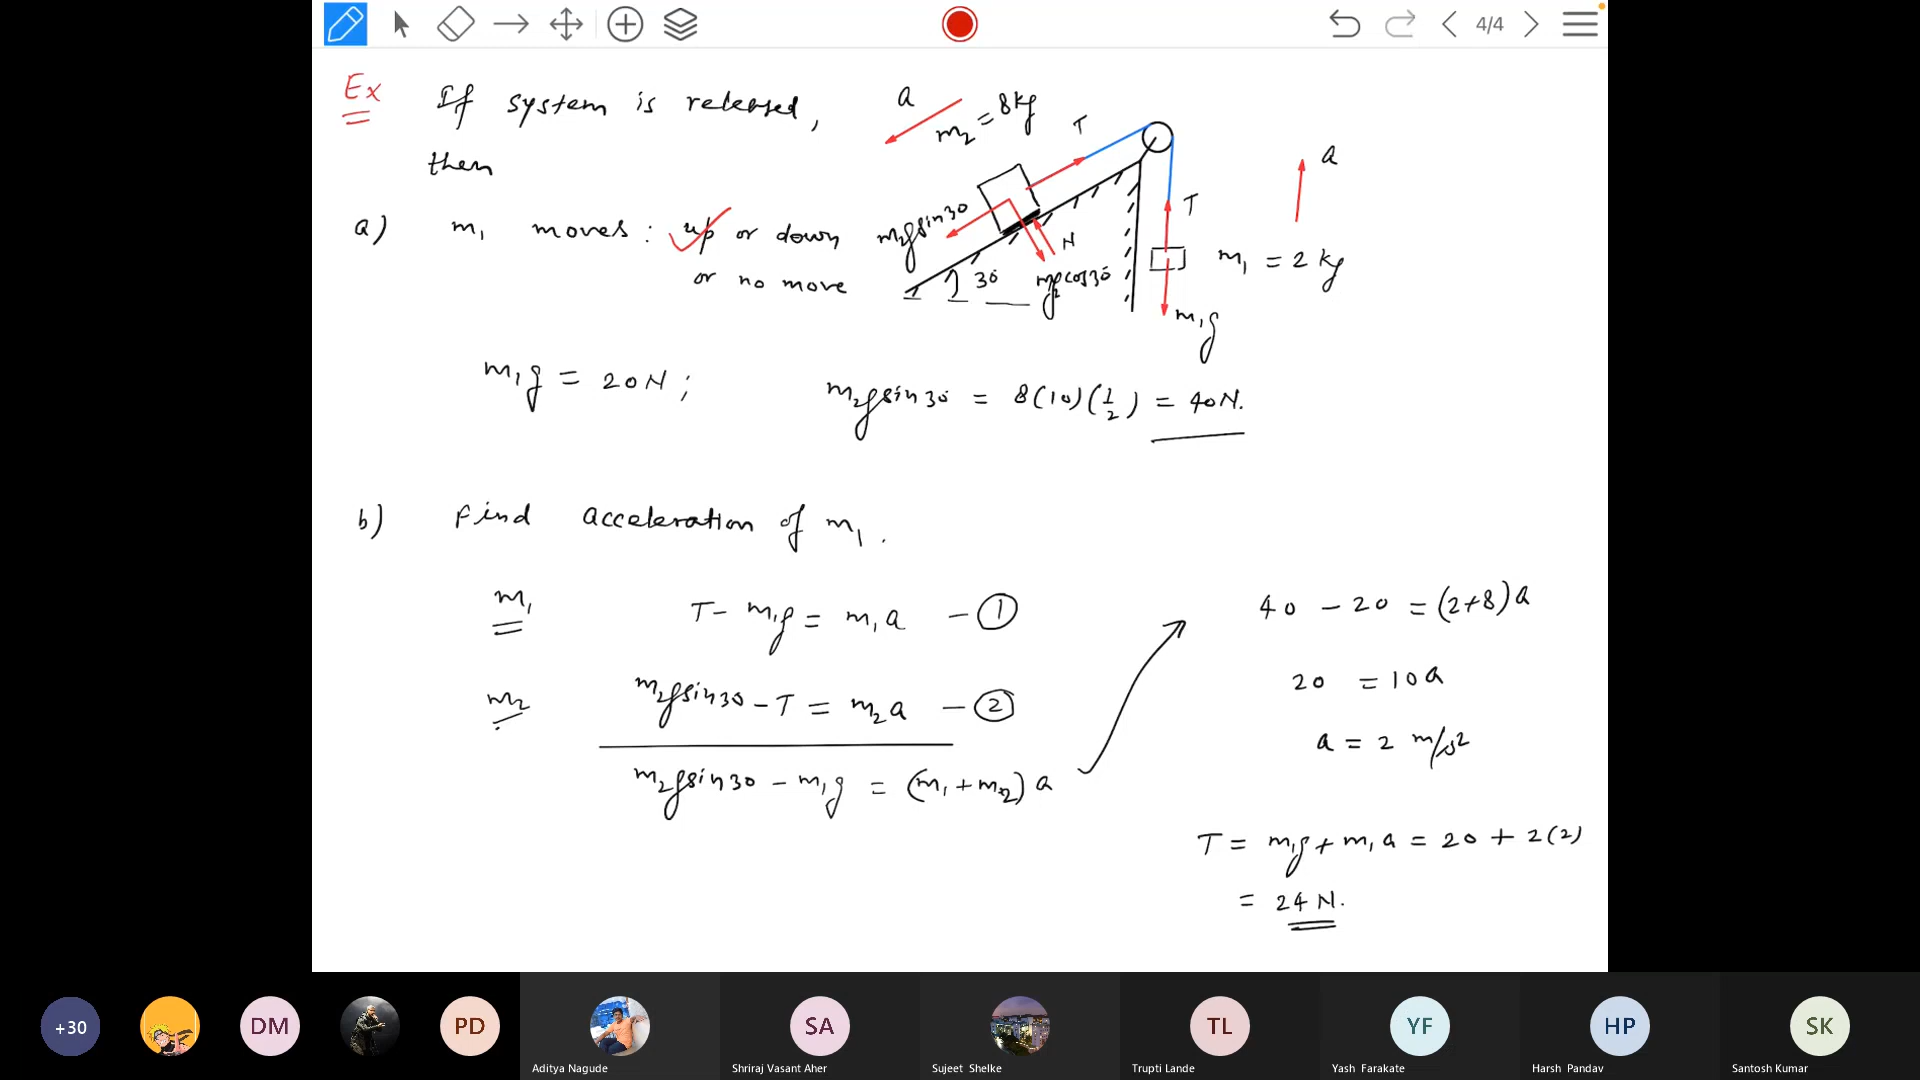 4/4
Ex If system is released,
then
a) m₁ moves: up or down
or no move
a
m₂ = 8kg
T
a
T
m₂gsin30
N
30
m₂gcos30
m₁ = 2 kg
m₁g
m₁g = 20N; m₂gsin30 = 8(10)(1/2) = 40N.
b) Find acceleration of m₁.
m₁ T - m₁g = m₁a - ①
m₂ m₂gsin30 - T = m₂a - ②
m₂gsin30 - m₁g = (m₁+m₂)a
40 - 20 = (2+8)a
20 = 10a
a = 2 m/s²
T = m₁g + m₁a = 20 + 2(2)
= 24 N.
+30 DM PD SA TL YF HP SK
Aditya Nagude Shriraj Vasant Aher Sujeet Shelke Trupti Lande Yash Farakate Harsh Pandav Santosh Kumar